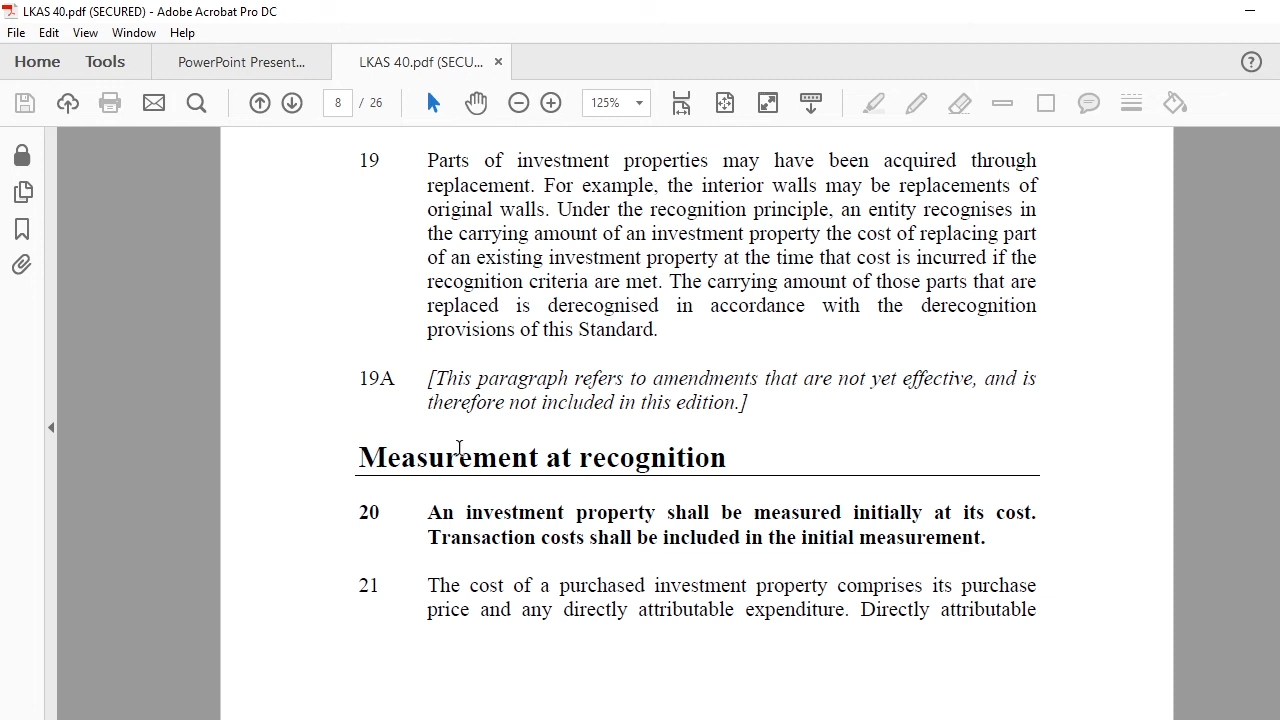 LKAS 40.pdf (SECURED) - Adobe Acrobat Pro DC
File Edit View Window Help
Home Tools PowerPoint Present... LKAS 40.pdf (SECU... ×
8 / 26 125%
19 Parts of investment properties may have been acquired through
replacement. For example, the interior walls may be replacements of
original walls. Under the recognition principle, an entity recognises in
the carrying amount of an investment property the cost of replacing part
of an existing investment property at the time that cost is incurred if the
recognition criteria are met. The carrying amount of those parts that are
replaced is derecognised in accordance with the derecognition
provisions of this Standard.
19A [This paragraph refers to amendments that are not yet effective, and is
therefore not included in this edition.]
Measurement at recognition
20 An investment property shall be measured initially at its cost.
Transaction costs shall be included in the initial measurement.
21 The cost of a purchased investment property comprises its purchase
price and any directly attributable expenditure. Directly attributable